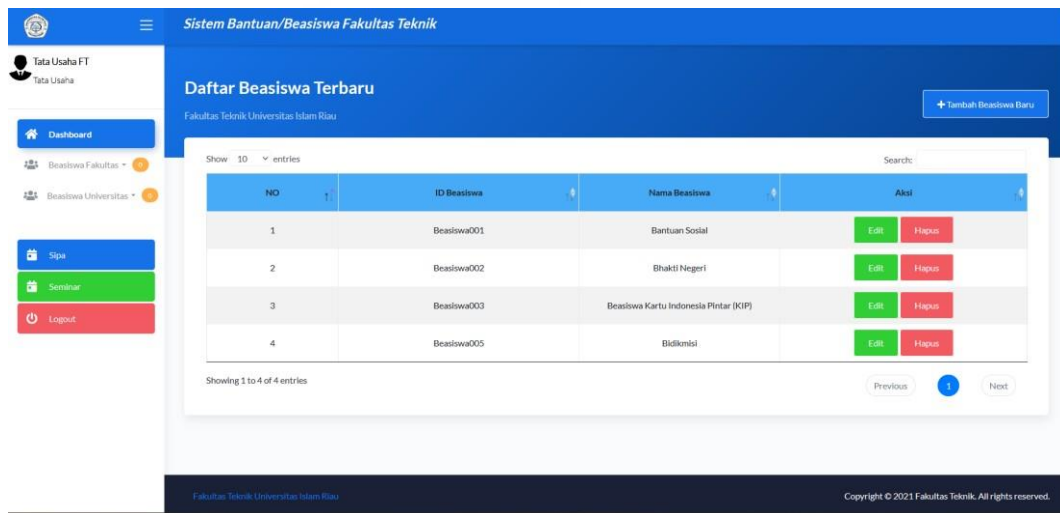 Sistem Bantuan/Beasiswa Fakultas Teknik
Tata Usaha FT
Tata Usaha
Dashboard
Beasiswa Fakultas
Beasiswa Universitas
Sipa
Seminar
Logout
Daftar Beasiswa Terbaru
Fakultas Teknik Universitas Islam Riau
+Tambah Beasiswa Baru
Show 10 entries Search:
NO ID Beasiswa Nama Beasiswa Aksi
1 Beasiswa001 Bantuan Sosial Edit Hapus
2 Beasiswa002 Bhakti Negeri Edit Hapus
3 Beasiswa003 Beasiswa Kartu Indonesia Pintar (KIP) Edit Hapus
4 Beasiswa005 Bidikmisi Edit Hapus
Showing 1 to 4 of 4 entries Previous 1 Next
Fakultas Teknik Universitas Islam Riau Copyright © 2021 Fakultas Teknik. All rights reserved.